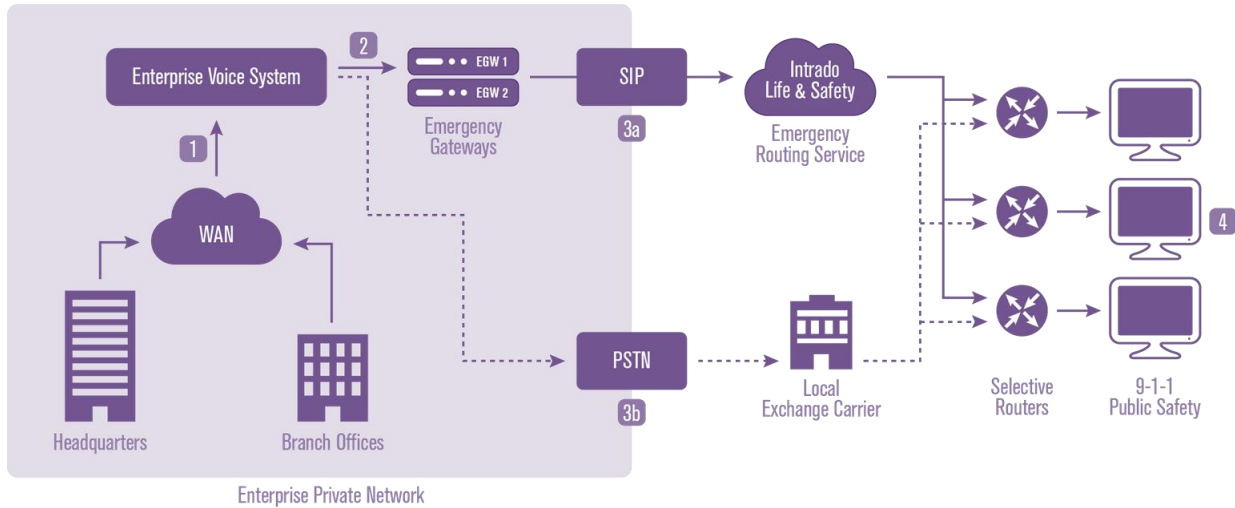 Enterprise Voice System
2
EGW 1
EGW 2
Emergency
Gateways
SIP
3a
Intrado
Life & Safety
Emergency
Routing Service
1
WAN
4
PSTN
3b
Local
Exchange Carrier
Selective
Routers
9-1-1
Public Safety
Headquarters
Branch Offices
Enterprise Private Network